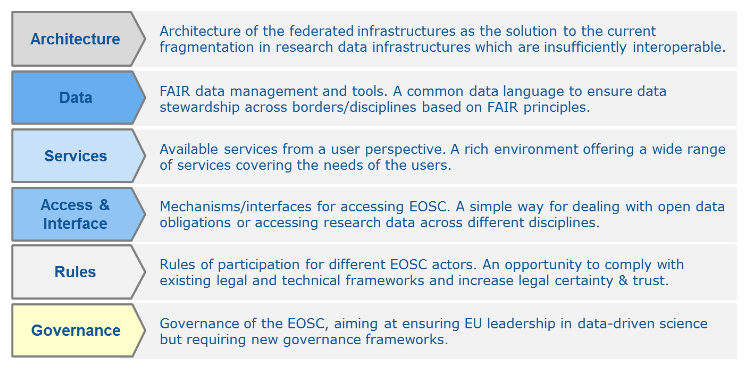 Architecture
Architecture of the federated infrastructures as the solution to the current
fragmentation in research data infrastructures which are insufficiently interoperable.
Data
FAIR data management and tools. A common data language to ensure data
stewardship across borders/disciplines based on FAIR principles.
Services
Available services from a user perspective. A rich environment offering a wide range
of services covering the needs of the users.
Access &
Interface
Mechanisms/interfaces for accessing EOSC. A simple way for dealing with open data
obligations or accessing research data across different disciplines.
Rules
Rules of participation for different EOSC actors. An opportunity to comply with
existing legal and technical frameworks and increase legal certainty & trust.
Governance
Governance of the EOSC, aiming at ensuring EU leadership in data-driven science
but requiring new governance frameworks.